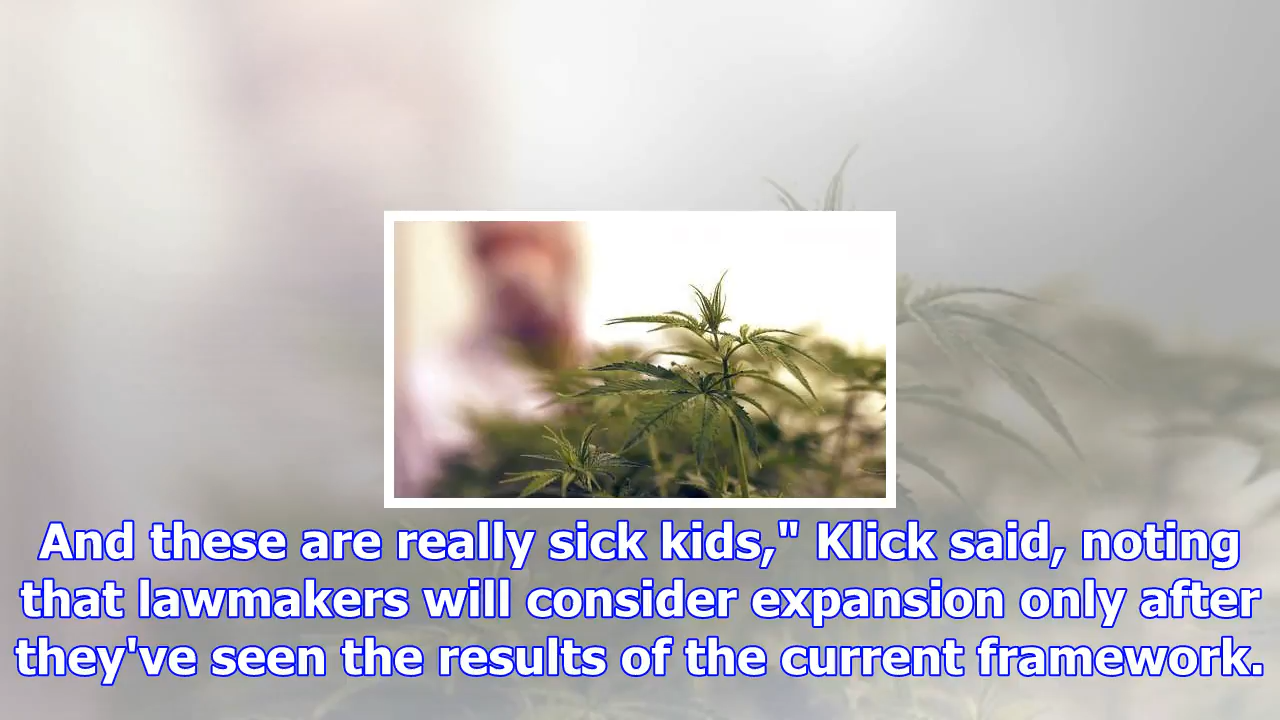 And these are really sick kids," Klick said, noting
that lawmakers will consider expansion only after
they've seen the results of the current framework.